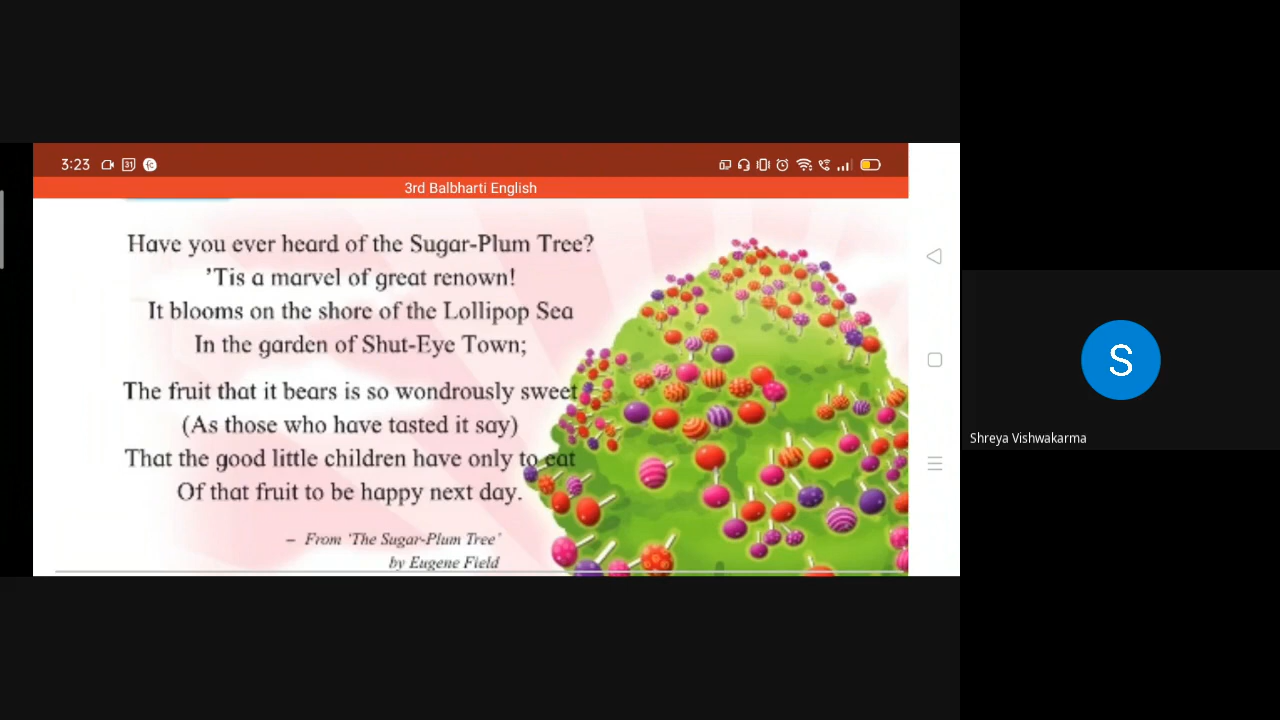 3:23
31
3rd Balbharti English
Have you ever heard of the Sugar-Plum Tree?
'Tis a marvel of great renown!
It blooms on the shore of the Lollipop Sea
In the garden of Shut-Eye Town;
The fruit that it bears is so wondrously sweet
(As those who have tasted it say)
That the good little children have only to eat
Of that fruit to be happy next day.
– From 'The Sugar-Plum Tree'
by Eugene Field
S
Shreya Vishwakarma